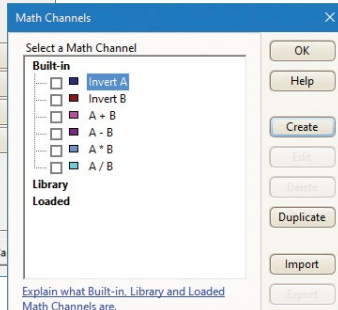 Math Channels
Select a Math Channel
OK
Built-in
Invert A
Help
Invert B
A + B
A - B
Create
A * B
Edit
A / B
Delete
Library
Loaded
Duplicate
Import
Export
Explain what Built-in, Library and Loaded
Math Channels are.